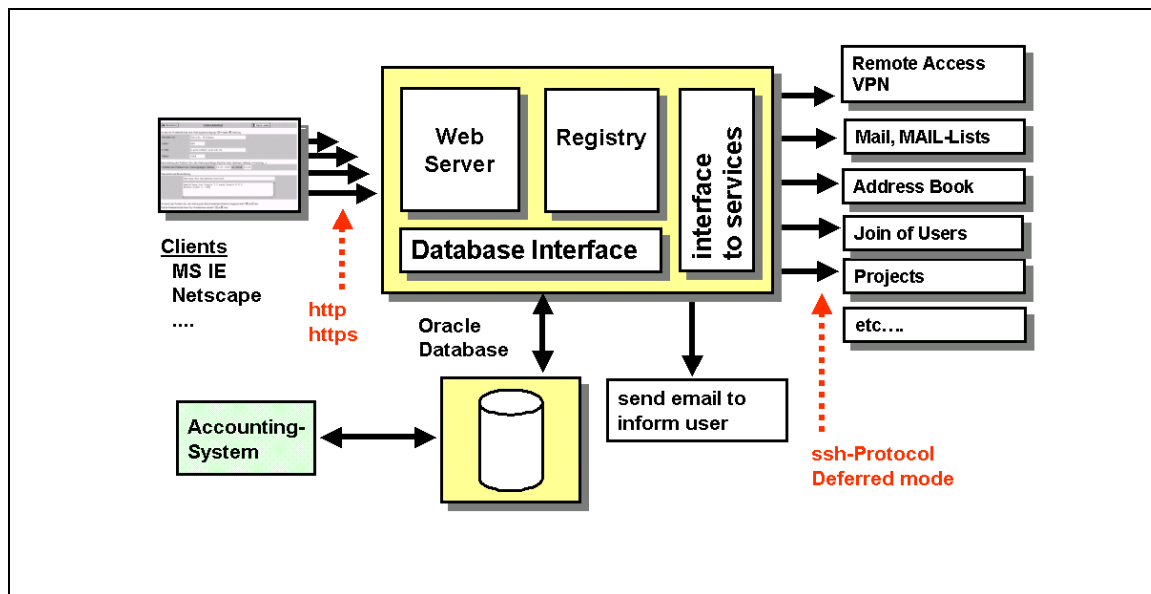 Remote Access
VPN
Web
Server
Registry
interface
to services
Mail, MAIL-Lists
Address Book
Join of Users
Database Interface
Clients
MS IE
Netscape
....
Projects
http
https
Oracle
Database
etc....
send email to
inform user
Accounting-
System
ssh-Protocol
Deferred mode